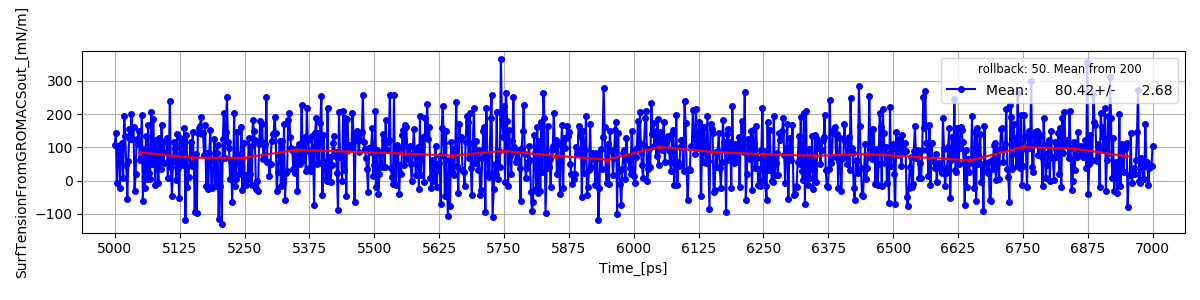 rollback: 50. Mean from 200
Mean: 80.42+/- 2.68
300
200
100
0
−100
5000 5125 5250 5375 5500 5625 5750 5875 6000 6125 6250 6375 6500 6625 6750 6875 7000
Time_[ps]
SurfTensionFromGROMACSout_[mN/m]